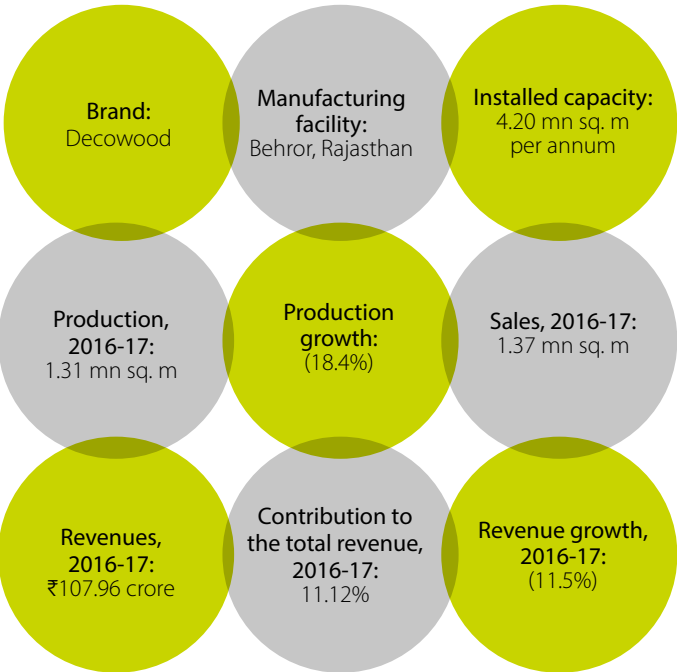 Brand:
Decowood
Manufacturing
facility:
Behror, Rajasthan
Installed capacity:
4.20 mn sq. m
per annum
Production,
2016-17:
1.31 mn sq. m
Production
growth:
(18.4%)
Sales, 2016-17:
1.37 mn sq. m
Revenues,
2016-17:
₹107.96 crore
Contribution to
the total revenue,
2016-17:
11.12%
Revenue growth,
2016-17:
(11.5%)